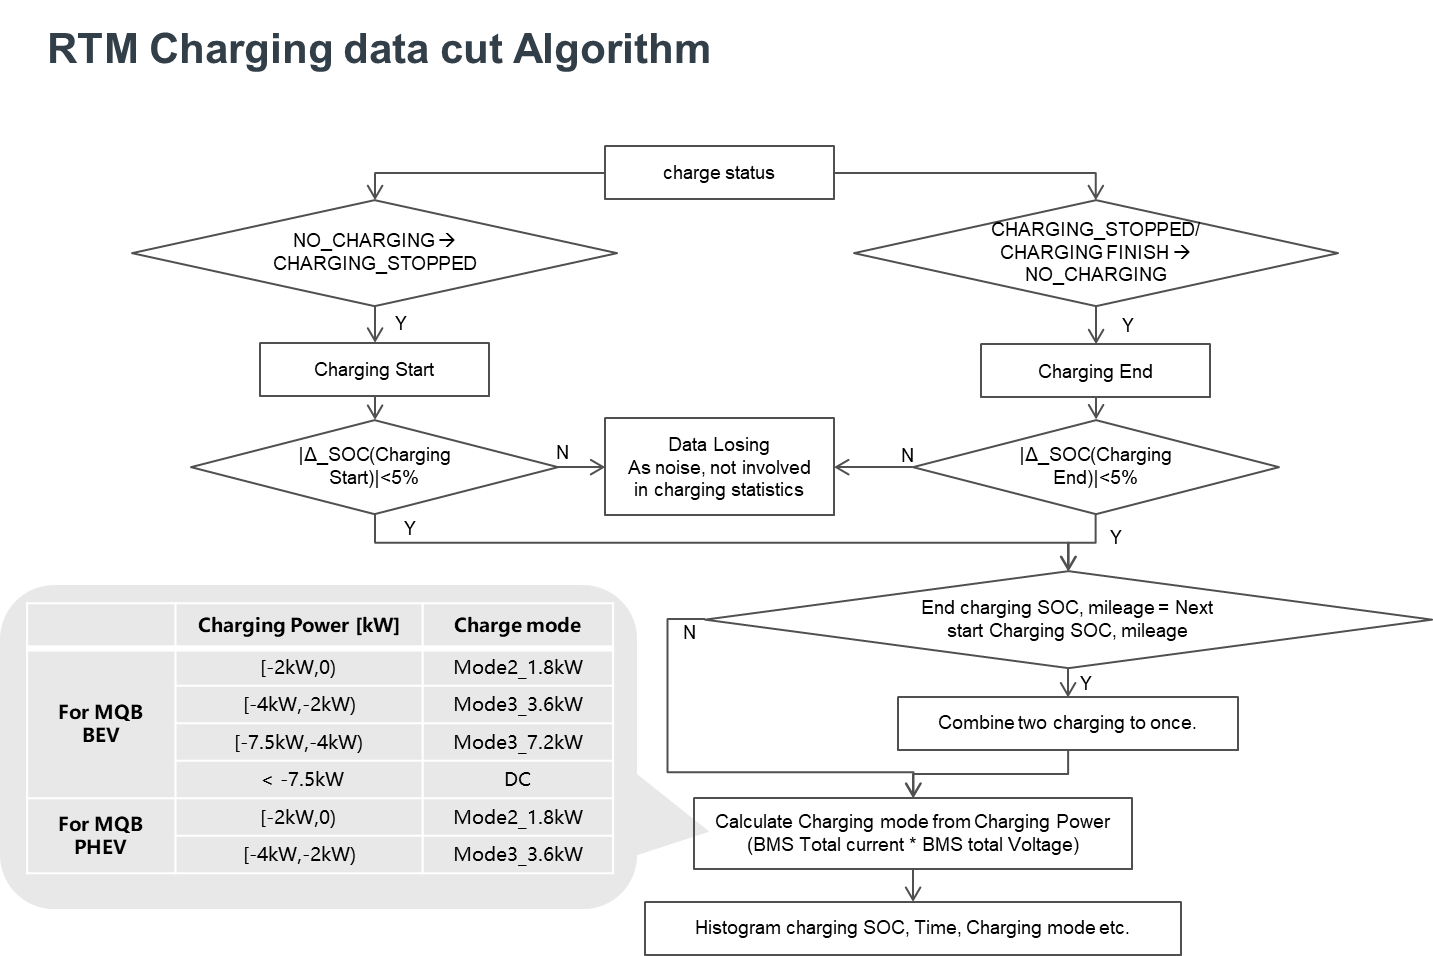 RTM Charging data cut Algorithm
charge status
NO_CHARGING →
CHARGING_STOPPED
CHARGING_STOPPED/
CHARGING FINISH →
NO_CHARGING
Y
Y
Charging Start
Charging End
|Δ_SOC(Charging
Start)|<5%
N
Data Losing
As noise, not involved
in charging statistics
N
|Δ_SOC(Charging
End)|<5%
Y
Y
End charging SOC, mileage = Next
start Charging SOC, mileage
N
Y
Combine two charging to once.
Calculate Charging mode from Charging Power
(BMS Total current * BMS total Voltage)
Histogram charging SOC, Time, Charging mode etc.
Charging Power [kW] Charge mode
For MQB
BEV
[-2kW,0) Mode2_1.8kW
[-4kW,-2kW) Mode3_3.6kW
[-7.5kW,-4kW) Mode3_7.2kW
< -7.5kW DC
For MQB
PHEV
[-2kW,0) Mode2_1.8kW
[-4kW,-2kW) Mode3_3.6kW